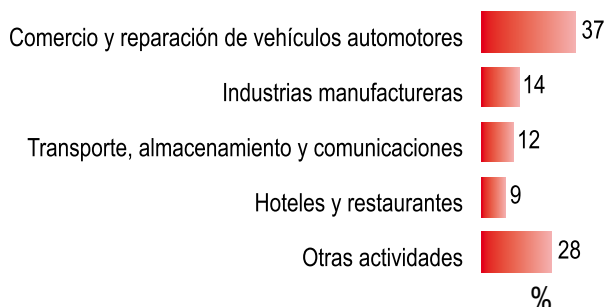 Comercio y reparación de vehículos automotores 37
Industrias manufactureras 14
Transporte, almacenamiento y comunicaciones 12
Hoteles y restaurantes 9
Otras actividades 28
%